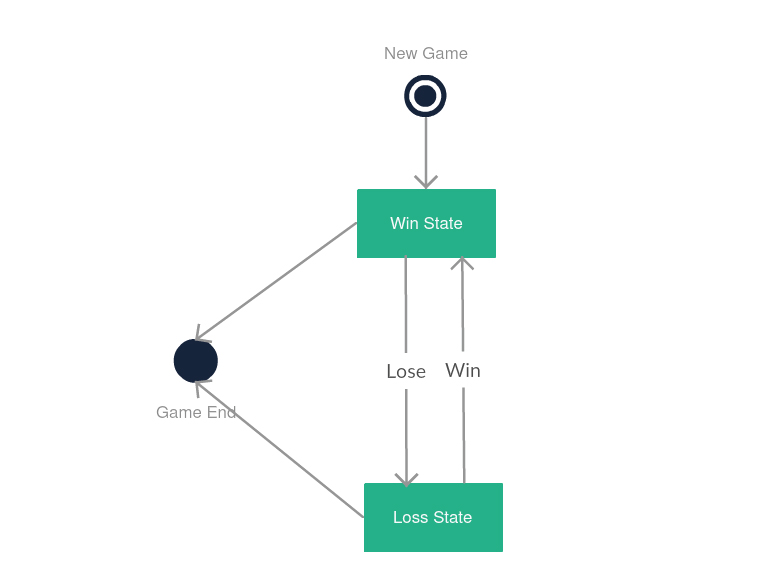 New Game
Win State
Lose
Win
Game End
Loss State